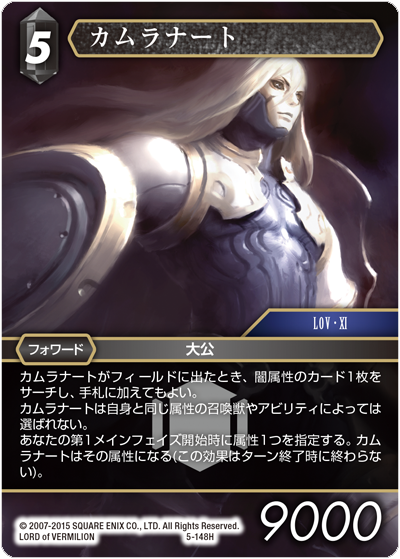 5
カムラナート
LOV・XI
フォワード
大公
カムラナートがフィールドに出たとき、闇属性のカード1枚を
サーチし、手札に加えてもよい。
カムラナートは自身と同じ属性の召喚獣やアビリティによっては
選ばれない。
あなたの第1メインフェイズ開始時に属性1つを指定する。カム
ラナートはその属性になる(この効果はターン終了時に終わらな
い)。
© 2007-2015 SQUARE ENIX CO., LTD. All Rights Reserved.
LORD of VERMILION
5-148H
9000